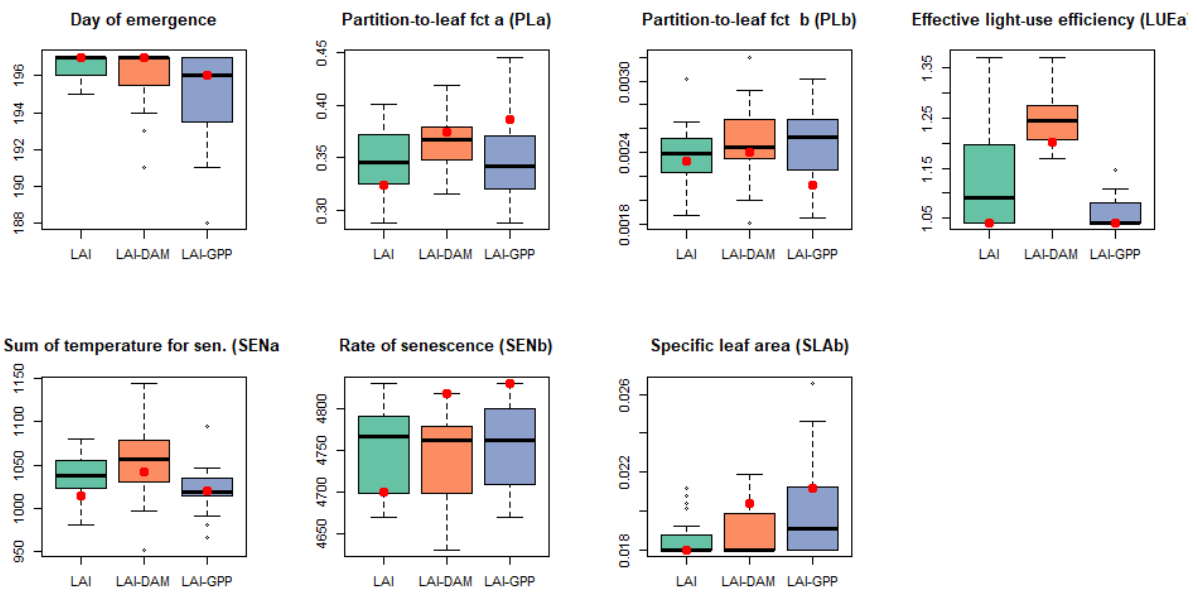 Day of emergence
Partition-to-leaf fct a (PLa)
Partition-to-leaf fct b (PLb)
Effective light-use efficiency (LUEa)
188 190 192 194 196
0.30 0.35 0.40 0.45
0.0018 0.0024 0.0030
1.05 1.15 1.25 1.35
LAI LAI-DAM LAI-GPP
LAI LAI-DAM LAI-GPP
LAI LAI-DAM LAI-GPP
LAI LAI-DAM LAI-GPP
Sum of temperature for sen. (SENa
Rate of senescence (SENb)
Specific leaf area (SLAb)
950 1000 1050 1100 1150
4650 4700 4750 4800
0.018 0.022 0.026
LAI LAI-DAM LAI-GPP
LAI LAI-DAM LAI-GPP
LAI LAI-DAM LAI-GPP